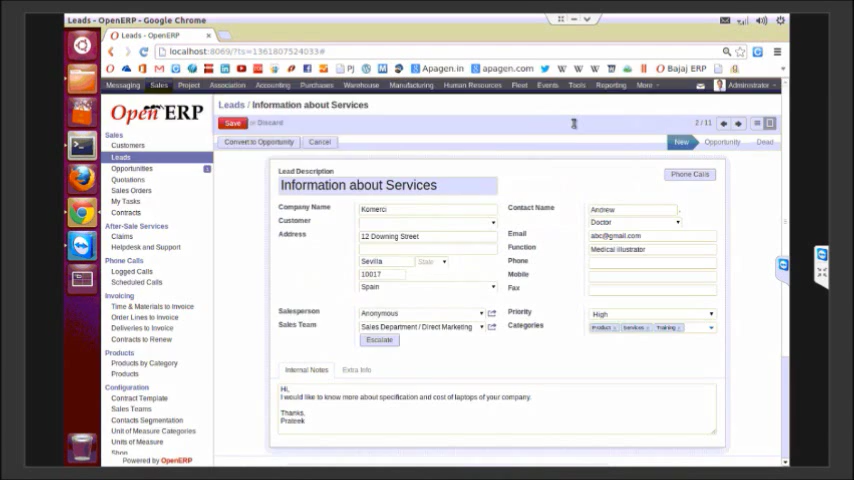 Leads - OpenERP - Google Chrome
Leads - OpenERP
localhost:8069/?ts=1361807524033#
PJ Apagen.in apagen.com Bajaj ERP
Messaging Sales Project Association Accounting Purchases Warehouse Manufacturing Human Resources Fleet Events Tools Reporting More Administrator
OpenERP
Leads / Information about Services
Save or Discard 2 / 11
Convert to Opportunity Cancel New Opportunity Dead
Sales
Customers
Leads
Opportunities
Quotations
Sales Orders
My Tasks
Contracts
After-Sale Services
Claims
Helpdesk and Support
Phone Calls
Logged Calls
Scheduled Calls
Invoicing
Time & Materials to Invoice
Order Lines to Invoice
Deliveries to Invoice
Contracts to Renew
Products
Products by Category
Products
Configuration
Contract Template
Sales Teams
Contacts Segmentation
Unit of Measure Categories
Units of Measure
Shop
Powered by OpenERP
Lead Description
Information about Services
Phone Calls
Company Name Komerci
Customer
Address 12 Downing Street
Sevilla State
10017
Spain
Contact Name Andrew
Doctor
Email abc@gmail.com
Function Medical Illustrator
Phone
Mobile
Fax
Salesperson Anonymous
Sales Team Sales Department / Direct Marketing
Escalate
Priority High
Categories Product Services Training
Internal Notes Extra Info
Hi,
I would like to know more about specification and cost of laptops of your company.
Thanks,
Prateek